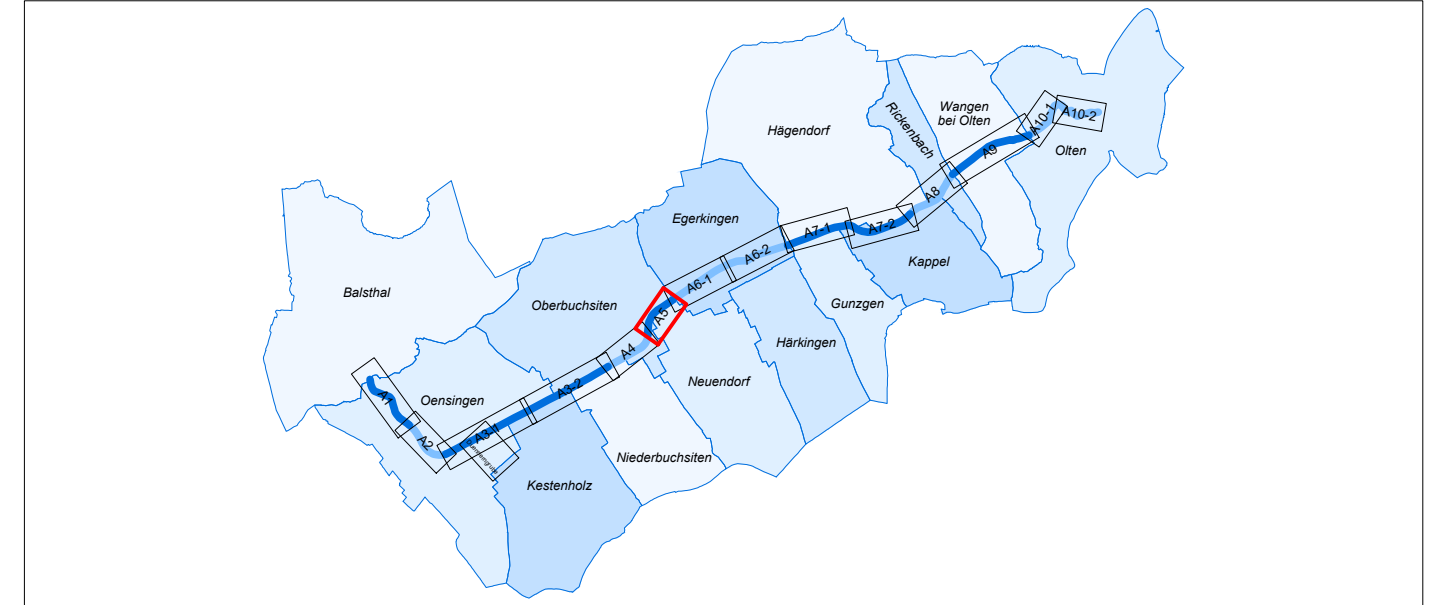 Wangen
bei Olten
Rickenbach
Hägendorf
A10-1
A10-2
Olten
A9
A8
Egerkingen
A7-1
A7-2
A6-2
Kappel
A6-1
Balsthal
Oberbuchsiten
Gunzgen
A5
Härkingen
A4
Neuendorf
A3-2
Oensingen
A1
A3-1
A2
Niederbuchsiten
Kestenholz